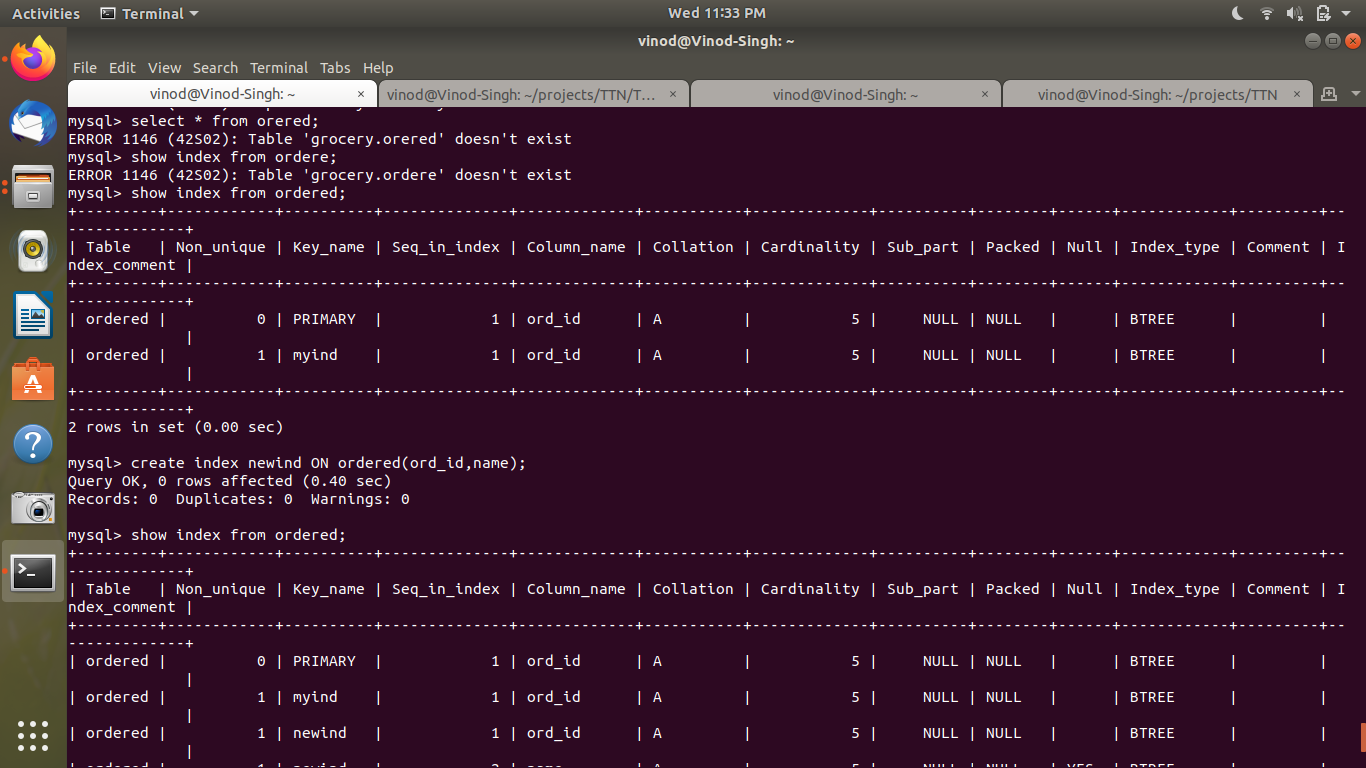 Activities
Terminal
Wed 11:33 PM
vinod@Vinod-Singh: ~
File Edit View Search Terminal Tabs Help
vinod@Vinod-Singh: ~ ×
vinod@Vinod-Singh: ~/projects/TTN/T... ×
vinod@Vinod-Singh: ~ ×
vinod@Vinod-Singh: ~/projects/TTN ×
mysql> select * from orered;
ERROR 1146 (42S02): Table 'grocery.orered' doesn't exist
mysql> show index from ordere;
ERROR 1146 (42S02): Table 'grocery.ordere' doesn't exist
mysql> show index from ordered;
+---------+------------+----------+--------------+-------------+-----------+-------------+----------+--------+------+------------+---------+--
-------------+
| Table   | Non_unique | Key_name | Seq_in_index | Column_name | Collation | Cardinality | Sub_part | Packed | Null | Index_type | Comment | I
ndex_comment |
+---------+------------+----------+--------------+-------------+-----------+-------------+----------+--------+------+------------+---------+--
-------------+
| ordered |          0 | PRIMARY  |            1 | ord_id      | A         |           5 |     NULL | NULL   |      | BTREE      |         |
             |
| ordered |          1 | myind    |            1 | ord_id      | A         |           5 |     NULL | NULL   |      | BTREE      |         |
             |
+---------+------------+----------+--------------+-------------+-----------+-------------+----------+--------+------+------------+---------+--
-------------+
2 rows in set (0.00 sec)
mysql> create index newind ON ordered(ord_id,name);
Query OK, 0 rows affected (0.40 sec)
Records: 0  Duplicates: 0  Warnings: 0
mysql> show index from ordered;
+---------+------------+----------+--------------+-------------+-----------+-------------+----------+--------+------+------------+---------+--
-------------+
| Table   | Non_unique | Key_name | Seq_in_index | Column_name | Collation | Cardinality | Sub_part | Packed | Null | Index_type | Comment | I
ndex_comment |
+---------+------------+----------+--------------+-------------+-----------+-------------+----------+--------+------+------------+---------+--
-------------+
| ordered |          0 | PRIMARY  |            1 | ord_id      | A         |           5 |     NULL | NULL   |      | BTREE      |         |
             |
| ordered |          1 | myind    |            1 | ord_id      | A         |           5 |     NULL | NULL   |      | BTREE      |         |
             |
| ordered |          1 | newind   |            1 | ord_id      | A         |           5 |     NULL | NULL   |      | BTREE      |         |
             |